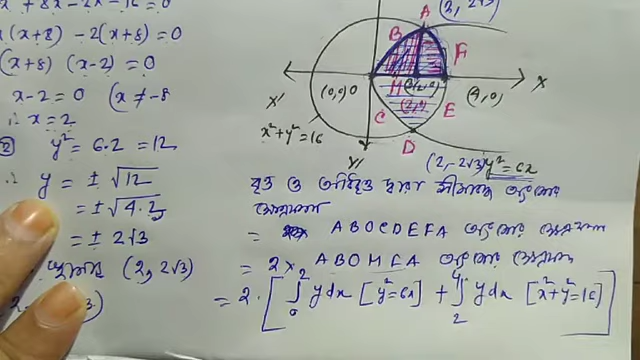 x² + 8x - 2x - 16 = 0
x(x+8) - 2(x+8) = 0
(x+8) (x-2) = 0
x-2 = 0 (x ≠ -8
∴ x = 2
② y² = 6.2 = 12
∴ y = ± √12
= ± √4.2
= ± 2√3
(2, 2√3)
(2, 2√3)
A
B
F
H
(0,0) O
(2,0)
(4,0)
X
X'
C
E
x²+y²=16
D
Y'
(2, -2√3)
y²=6x
বৃত্ত ও পরাবৃত্ত দ্বারা সীমাবদ্ধ অংশের
ক্ষেত্রফল
= ABOCDEFA অংশের ক্ষেত্রফল
= 2 × ABOHFA অংশের ক্ষেত্রফল
= 2 · [ ∫₀² y dx [y²=6x] + ∫₂⁴ y dx [x²+y²=16] ]